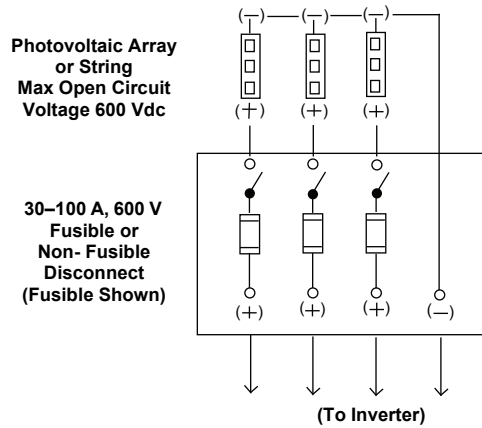 (−) (−) (−)
Photovoltaic Array
or String
Max Open Circuit
Voltage 600 Vdc
(+) (+) (+)
30–100 A, 600 V
Fusible or
Non- Fusible
Disconnect
(Fusible Shown)
(+) (+) (+) (−)
(To Inverter)